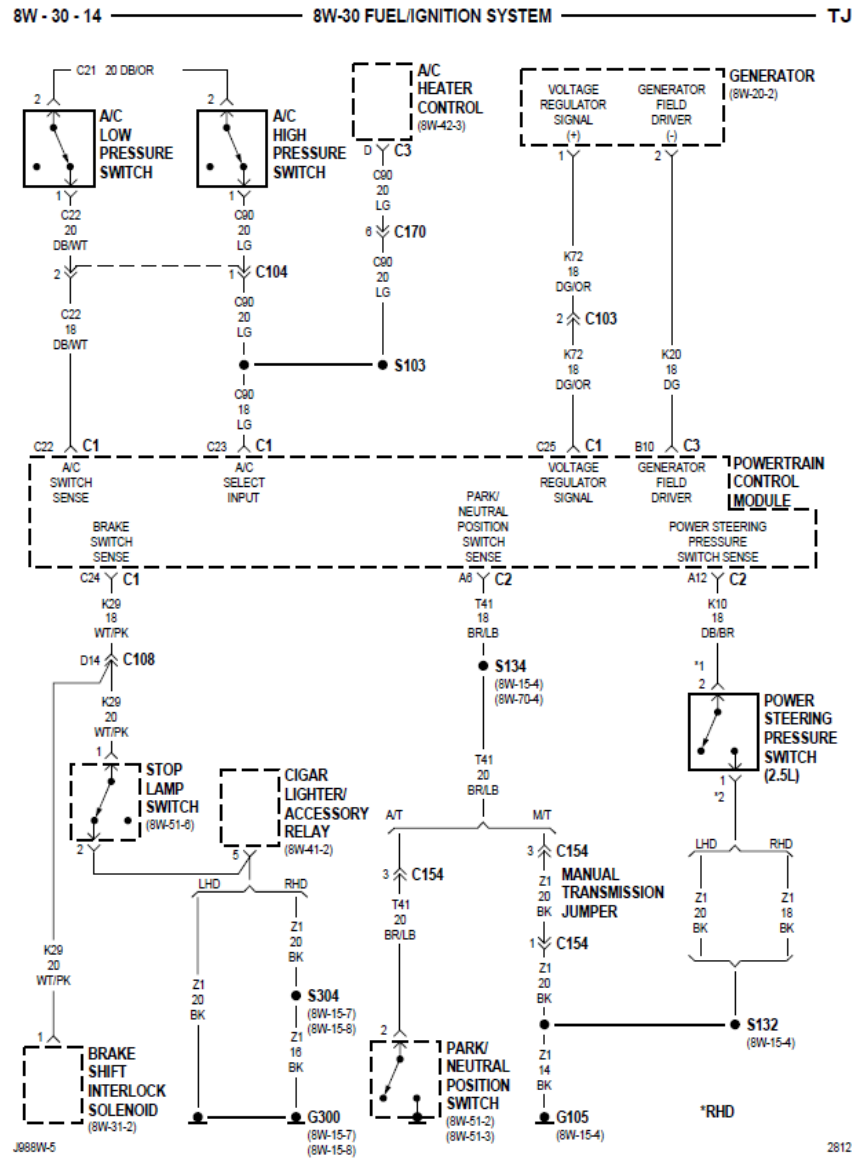 8W - 30 - 14
8W-30 FUEL/IGNITION SYSTEM
TJ
C21 20 DB/OR
2
A/C
LOW
PRESSURE
SWITCH
1
C22
20
DB/WT
2
C22
18
DB/WT
C22
C1
2
A/C
HIGH
PRESSURE
SWITCH
1
C90
20
LG
1
C104
C90
20
LG
C90
18
LG
C23
C1
A/C
HEATER
CONTROL
(8W-42-3)
D
C3
C90
20
LG
6
C170
C90
20
LG
S103
GENERATOR
(8W-20-2)
VOLTAGE
REGULATOR
SIGNAL
(+)
1
K72
18
DG/OR
2
C103
K72
18
DG/OR
C25
C1
GENERATOR
FIELD
DRIVER
(-)
2
K20
18
DG
B10
C3
POWERTRAIN
CONTROL
MODULE
A/C
SWITCH
SENSE
A/C
SELECT
INPUT
VOLTAGE
REGULATOR
SIGNAL
GENERATOR
FIELD
DRIVER
BRAKE
SWITCH
SENSE
PARK/
NEUTRAL
POSITION
SWITCH
SENSE
POWER STEERING
PRESSURE
SWITCH SENSE
C24
C1
K29
18
WT/PK
D14
C108
K29
20
WT/PK
1
STOP
LAMP
SWITCH
(8W-51-6)
2
CIGAR
LIGHTER/
ACCESSORY
RELAY
(8W-41-2)
5
LHD
RHD
Z1
20
BK
Z1
20
BK
S304
(8W-15-7)
(8W-15-8)
Z1
16
BK
G300
(8W-15-7)
(8W-15-8)
K29
20
WT/PK
1
BRAKE
SHIFT
INTERLOCK
SOLENOID
(8W-31-2)
A6
C2
T41
18
BR/LB
S134
(8W-15-4)
(8W-70-4)
T41
20
BR/LB
A/T
M/T
3
C154
T41
20
BR/LB
2
PARK/
NEUTRAL
POSITION
SWITCH
(8W-51-2)
(8W-51-3)
3
C154
Z1
20
BK
MANUAL
TRANSMISSION
JUMPER
1
C154
Z1
20
BK
Z1
14
BK
G105
(8W-15-4)
A12
C2
K10
18
DB/BR
*1
2
POWER
STEERING
PRESSURE
SWITCH
(2.5L)
1
*2
LHD
RHD
Z1
20
BK
Z1
18
BK
S132
(8W-15-4)
*RHD
J988W-5
2812